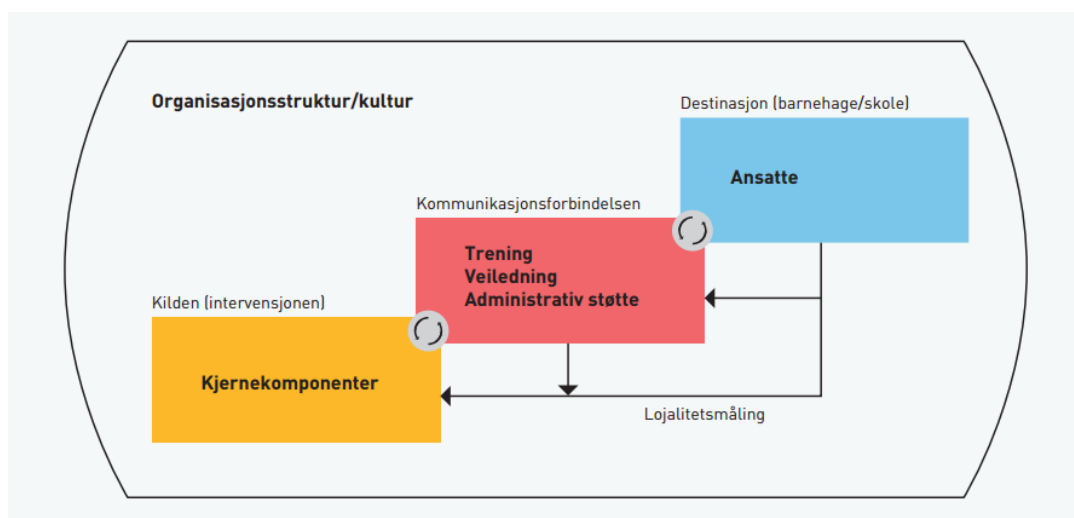 Organisasjonsstruktur/kultur
Destinasjon (barnehage/skole)
Ansatte
Kommunikasjonsforbindelsen
Trening
Veiledning
Administrativ støtte
Kilden (intervensjonen)
Kjernekomponenter
Lojalitetsmåling